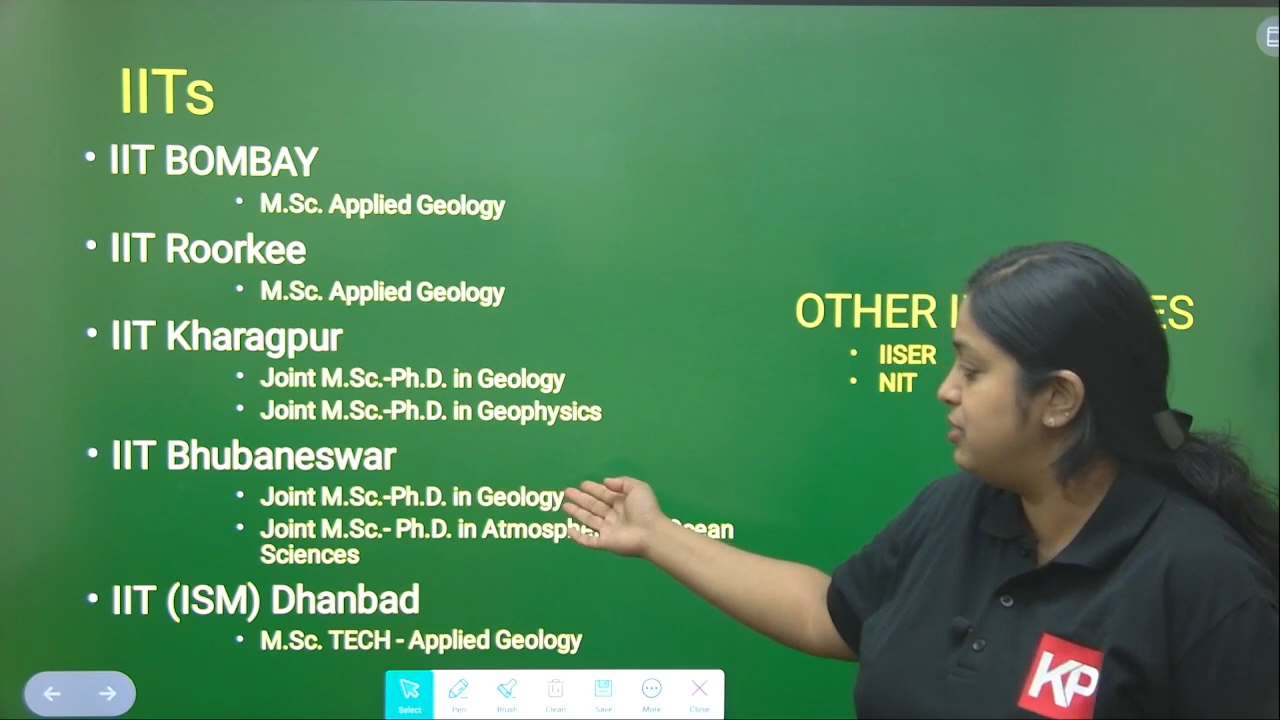 IITs
• IIT BOMBAY
• M.Sc. Applied Geology
• IIT Roorkee
• M.Sc. Applied Geology
• IIT Kharagpur
• Joint M.Sc.-Ph.D. in Geology
• Joint M.Sc.-Ph.D. in Geophysics
• IIT Bhubaneswar
• Joint M.Sc.-Ph.D. in Geology
• Joint M.Sc.- Ph.D. in
Sciences
• IIT (ISM) Dhanbad
• M.Sc. TECH - Applied Geology
OTHER
• IISER
• NIT
KP
Select Pen Brush Clean Save More Close